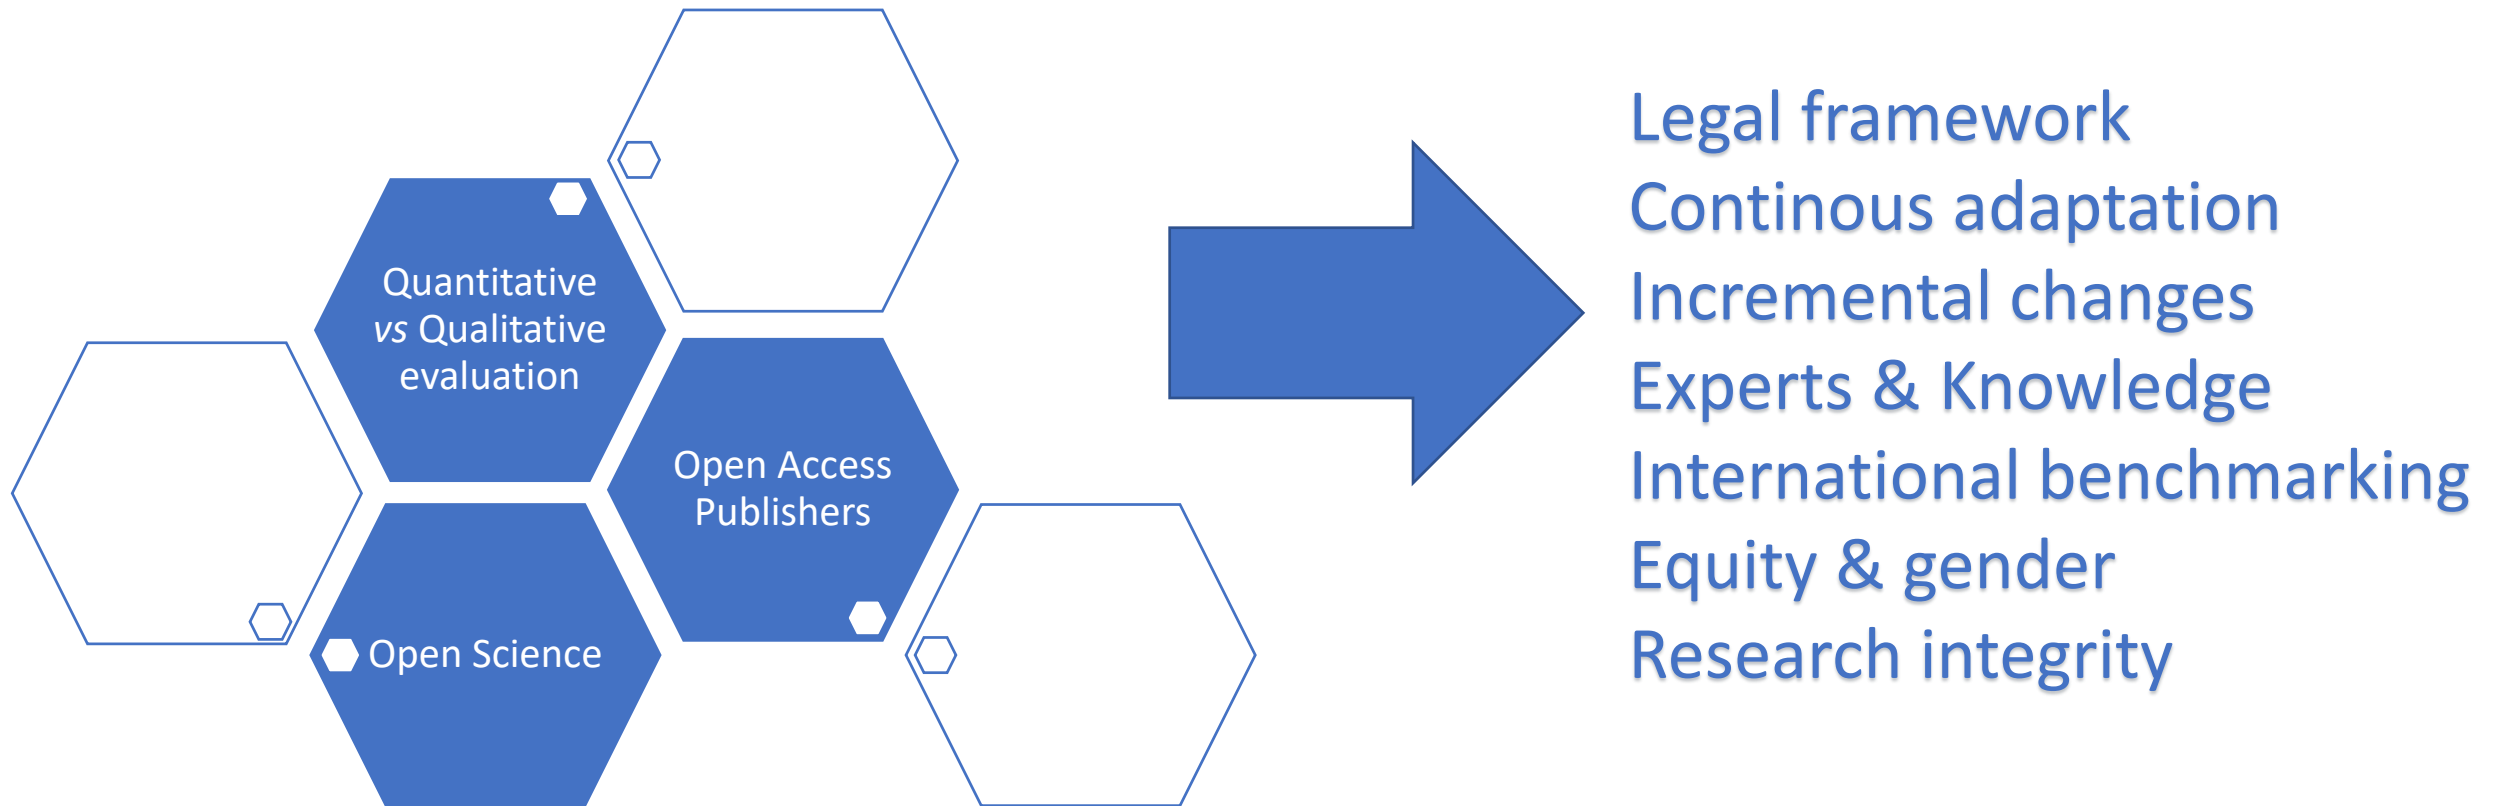 Quantitative
vs Qualitative
evaluation
Open Access
Publishers
Open Science
Legal framework
Continous adaptation
Incremental changes
Experts & Knowledge
International benchmarking
Equity & gender
Research integrity